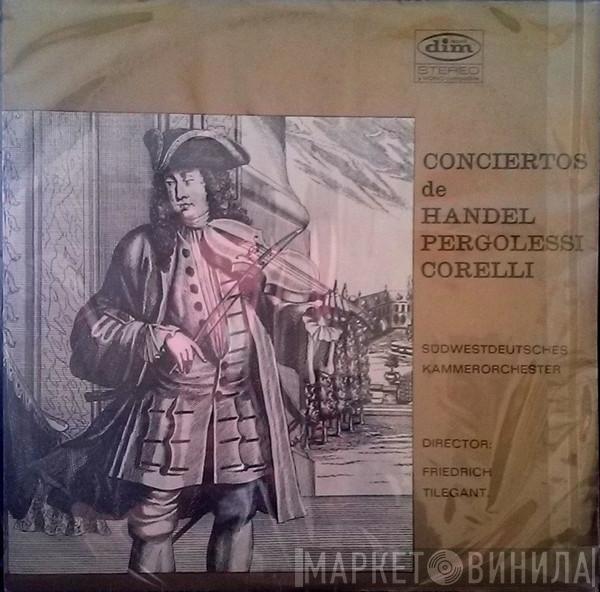 dim
STEREO
CONCIERTOS
de
HANDEL
PERGOLESSI
CORELLI
SÜDWESTDEUTSCHES
KAMMERORCHESTER
DIRECTOR:
FRIEDRICH
TILEGANT.
МАРКЕТ ВИНИЛА